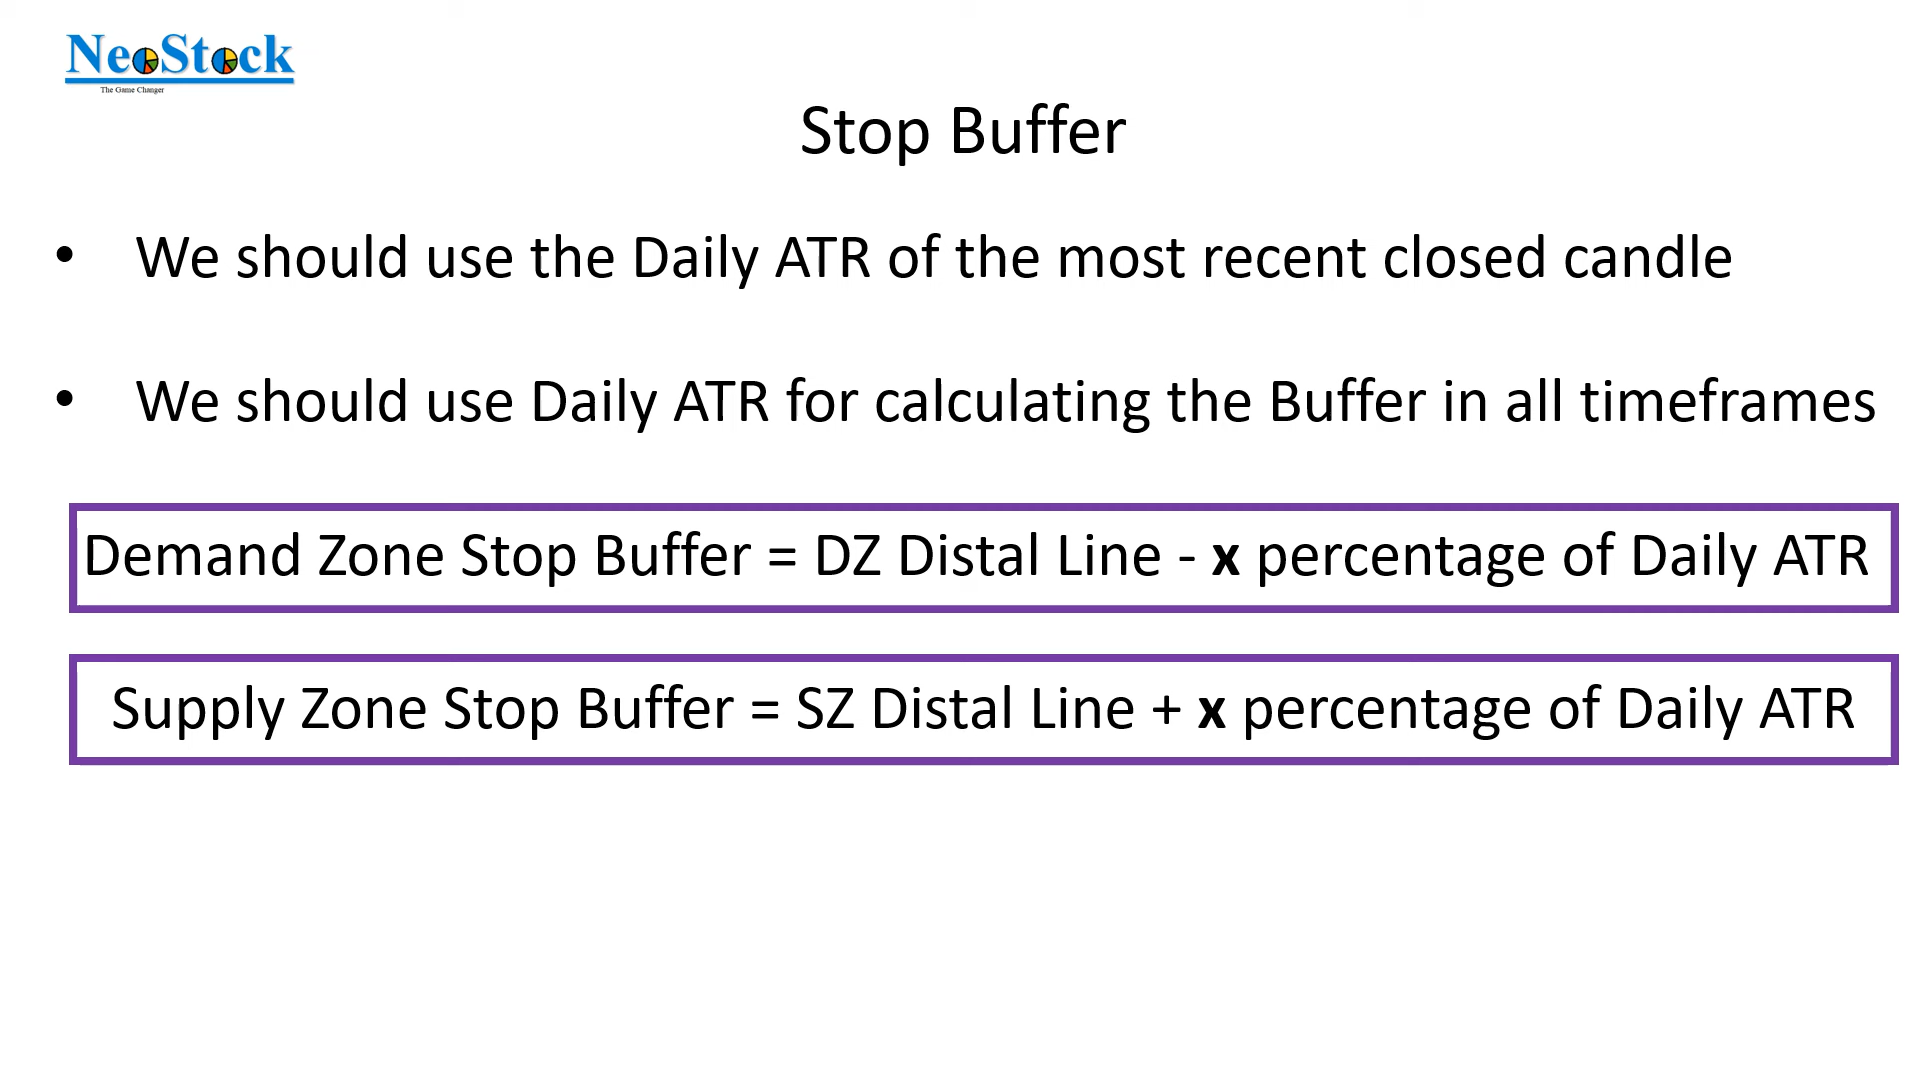 NeoStock
The Game Changer
Stop Buffer
• We should use the Daily ATR of the most recent closed candle
• We should use Daily ATR for calculating the Buffer in all timeframes
Demand Zone Stop Buffer = DZ Distal Line - x percentage of Daily ATR
Supply Zone Stop Buffer = SZ Distal Line + x percentage of Daily ATR